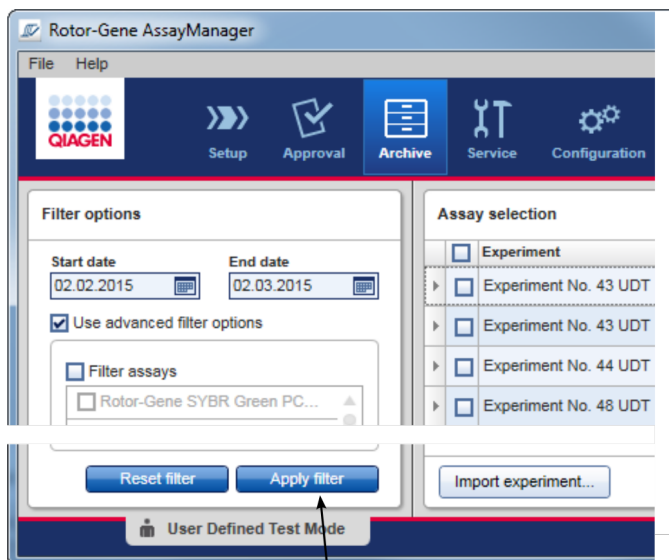 Rotor-Gene AssayManager
File Help
QIAGEN
Setup Approval Archive Service Configuration
Filter options
Start date End date
02.02.2015 02.03.2015
Use advanced filter options
Filter assays
Rotor-Gene SYBR Green PC...
Reset filter Apply filter
Assay selection
Experiment
Experiment No. 43 UDT
Experiment No. 43 UDT
Experiment No. 44 UDT
Experiment No. 48 UDT
Import experiment...
User Defined Test Mode